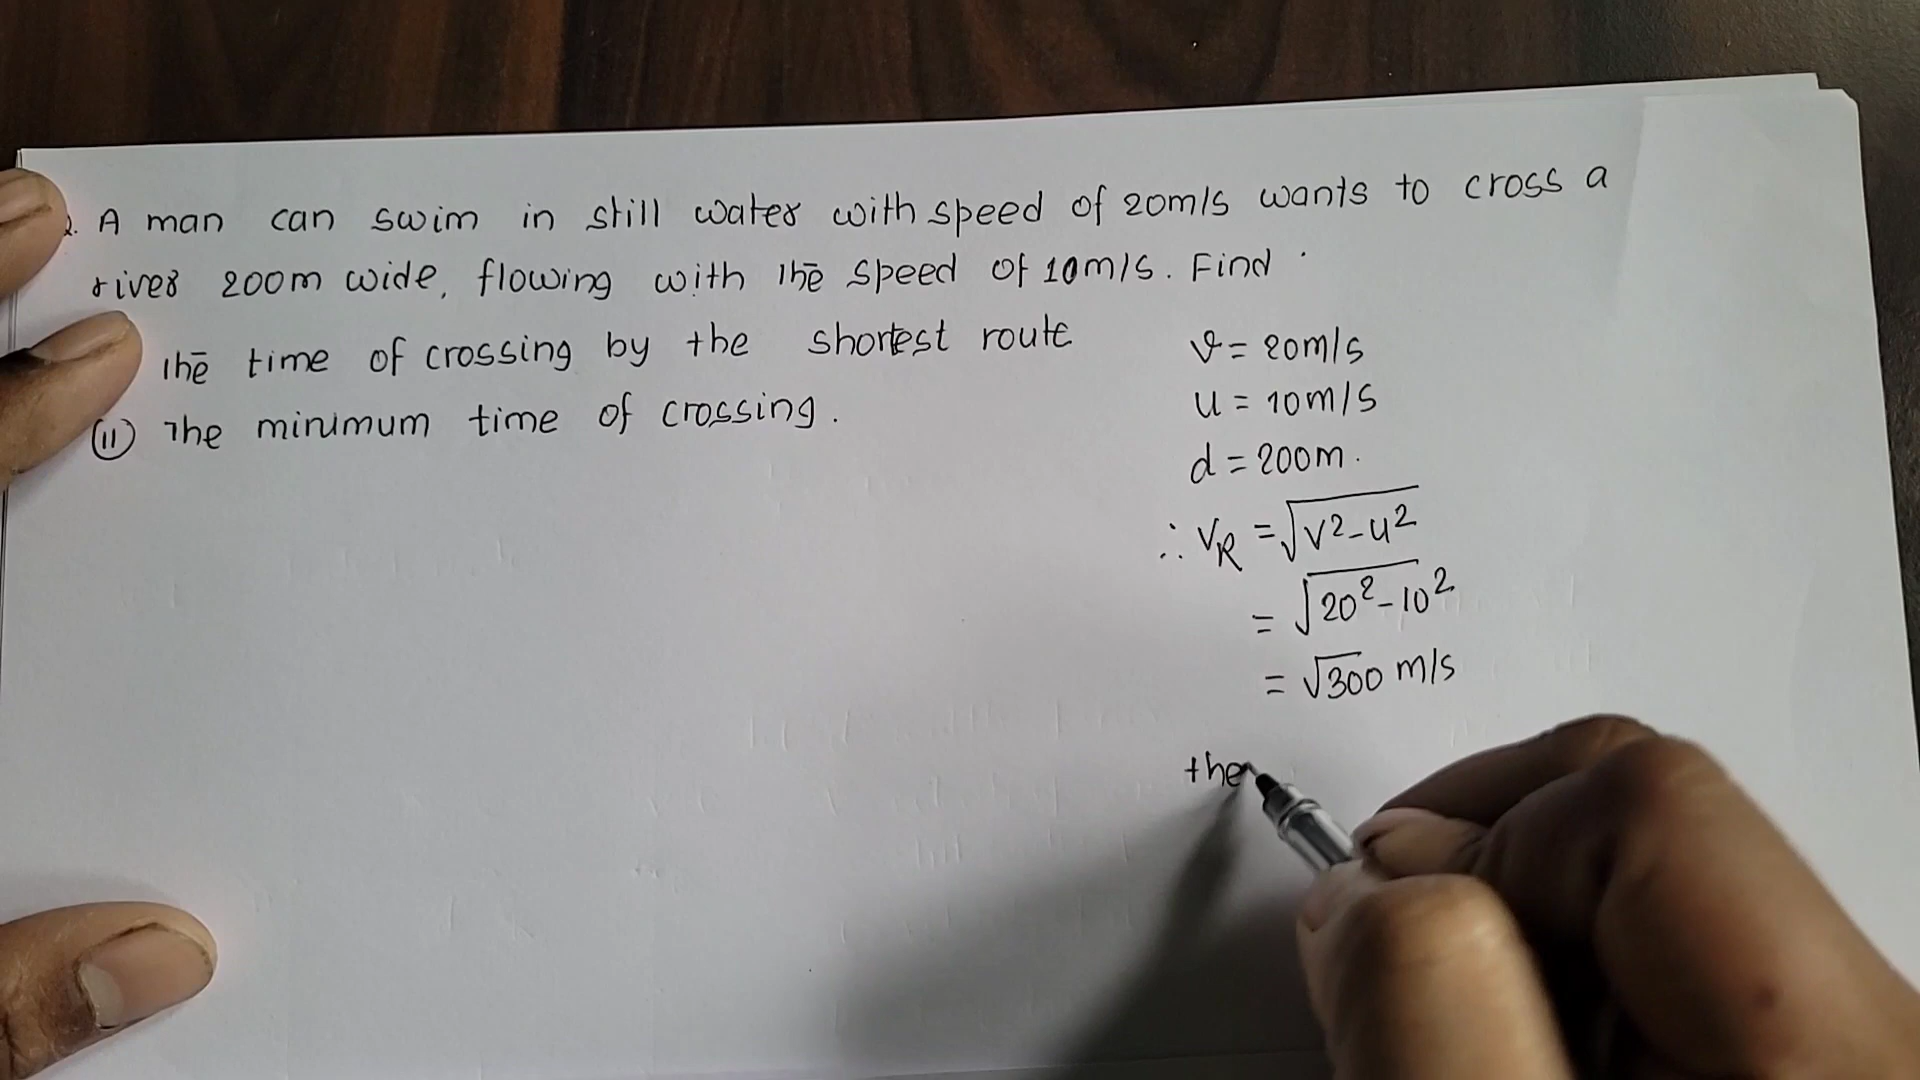 A man can swim in still water with speed of 20m/s wants to cross a
river 200m wide, flowing with the speed of 10m/s. Find
the time of crossing by the shortest route
(ii) The minimum time of crossing.
v = 20m/s
u = 10m/s
d = 200m.
∴ VR = √v²-u²
= √20²-10²
= √300 m/s
the